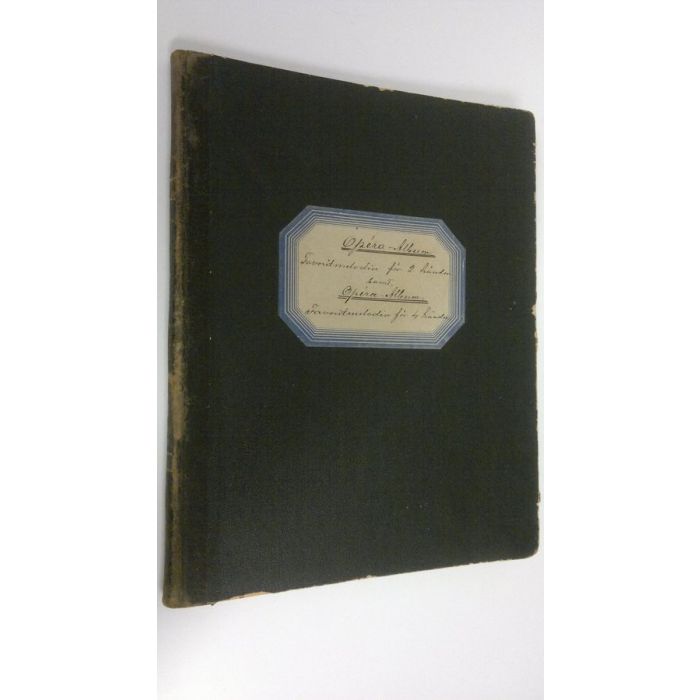 Opéra-Album
Favoritmelodier för 2 händer
samt
Opéra-Album
Favoritmelodier för 4 händer